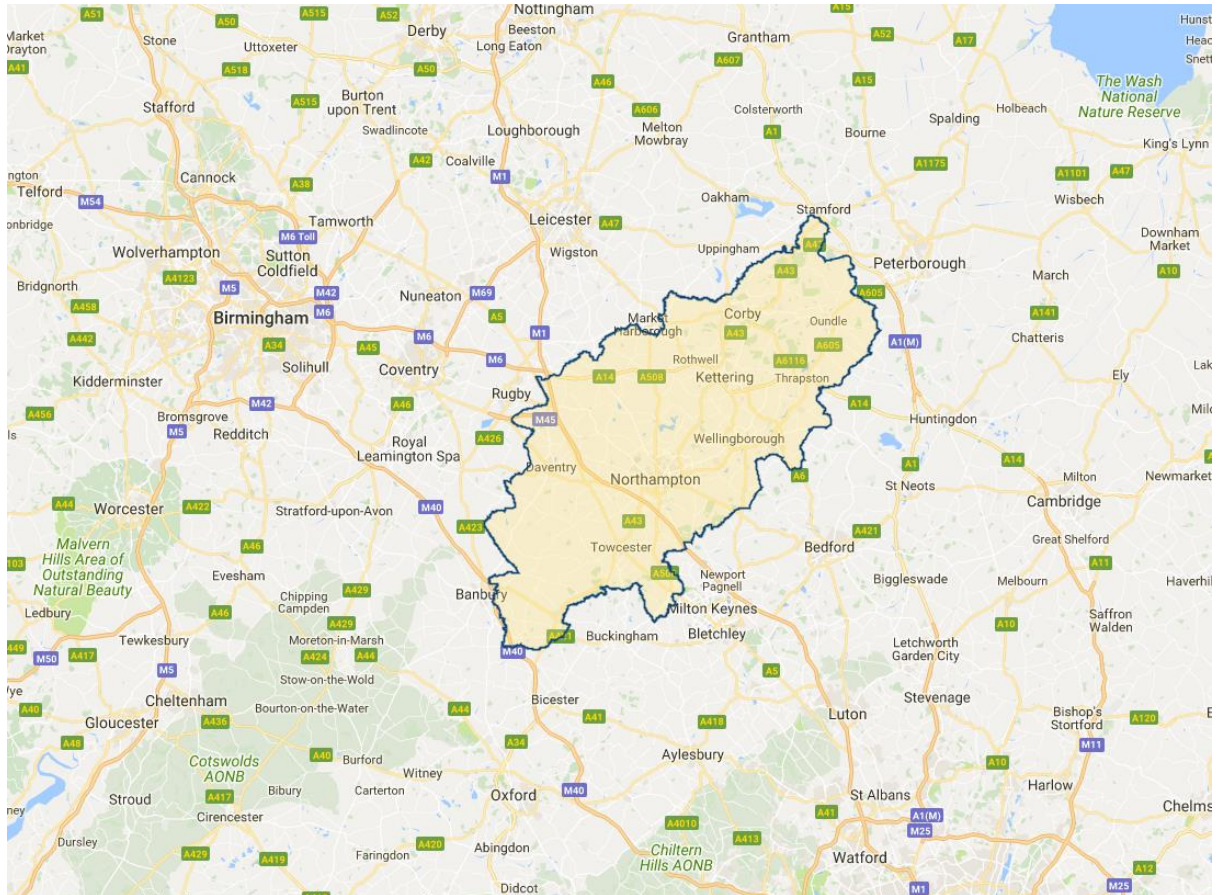 A51
A50
A515
A52
Nottingham
A15
Market
Drayton
Stone
Uttoxeter
Derby
Beeston
Long Eaton
Grantham
A52
A17
A41
A518
A50
A46
A607
A15
The Wash
National
Nature Reserve
Stafford
A515
Burton
upon Trent
Swadlincote
Loughborough
A606
Melton
Mowbray
Colsterworth
A1
Bourne
Spalding
Holbeach
King's Lynn
Telford
M54
Cannock
A38
A42
Coalville
M1
A1175
A1101
A47
Wisbech
Tamworth
Leicester
A47
Oakham
Stamford
Wolverhampton
M6 Toll
Sutton
Coldfield
Wigston
Uppingham
A47
Peterborough
Downham
Market
Bridgnorth
A4123
M5
M42
M6
Nuneaton
M69
A43
A605
March
A10
A458
Birmingham
A5
M1
Market
Harborough
Corby
Oundle
A141
A442
A34
A45
M6
M6
A43
A605
A1(M)
Chatteris
Kidderminster
Solihull
Coventry
Rothwell
A6116
A14
A508
Kettering
Thrapston
Ely
Bromsgrove
M42
A46
Rugby
M45
A14
Huntingdon
A456
M5
Redditch
Royal
Leamington Spa
A426
Wellingborough
A14
A1
A44
Worcester
A422
Stratford-upon-Avon
M40
Daventry
Northampton
A6
St Neots
Milton
Newmarket
Cambridge
A423
A43
A421
Great Shelford
Malvern
Hills Area of
Outstanding
Natural Beauty
A46
Towcester
Bedford
A11
Evesham
A429
Newport
Pagnell
Biggleswade
Melbourn
Haverhill
Ledbury
Chipping
Campden
Banbury
Milton Keynes
Saffron
Walden
A46
A429
Moreton-in-Marsh
Buckingham
Bletchley
A10
Tewkesbury
A424
A44
M40
Letchworth
Garden City
M50
A417
M5
Stow-on-the-Wold
A5
Stevenage
Cheltenham
Bourton-on-the-Water
Bicester
Luton
Bishop's
Stortford
A120
A40
Gloucester
A436
A44
A41
A418
M11
A48
Cotswolds
AONB
A40
Burford
A34
Aylesbury
A10
Stroud
Bibury
Witney
Carterton
Oxford
M40
St Albans
Harlow
A417
Cirencester
A41
A1(M)
M25
Dursley
A4010
A413
A429
A419
Faringdon
A420
Abingdon
Chiltern
Hills AONB
Watford
A12
Didcot
M1
M25